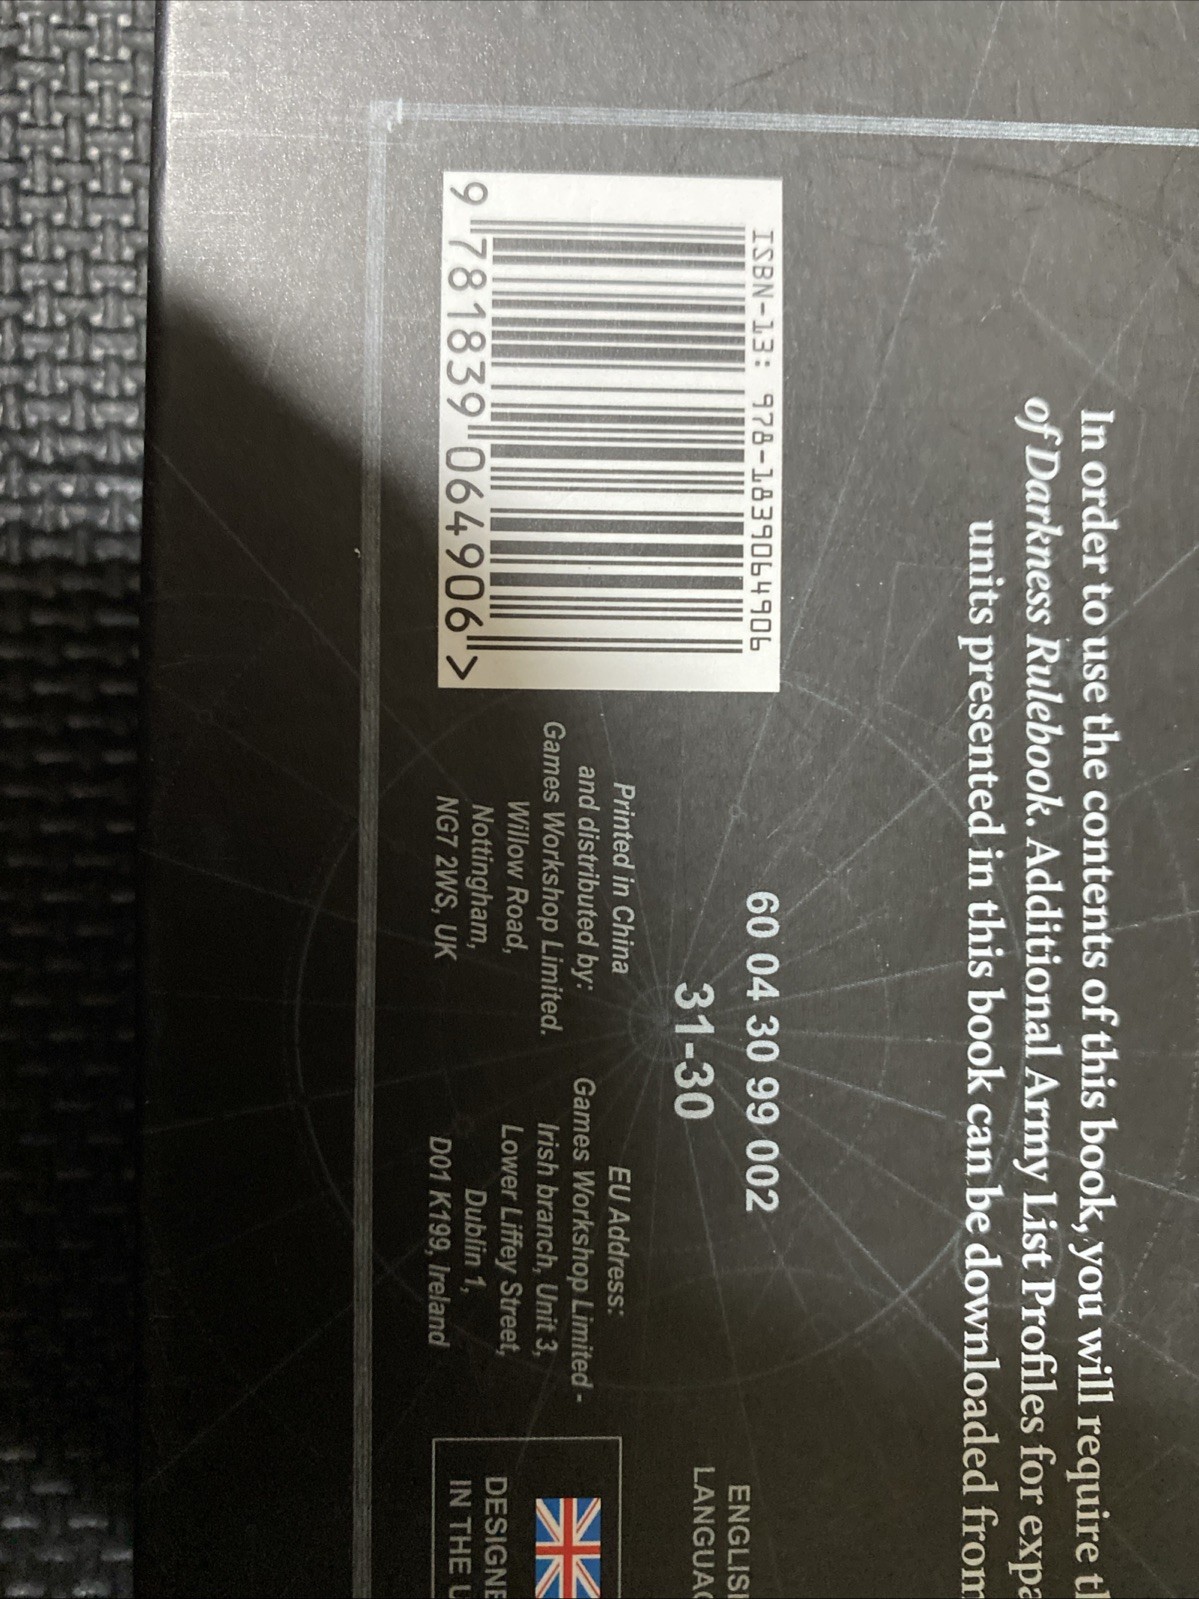 In order to use the contents of this book, you will require
of Darkness Rulebook. Additional Army List Profiles for
units presented in this book can be downloaded from
ISBN-13: 978-1839064906
9 781839 064906 >
60 04 30 99 002
31-30
Printed in China
and distributed by:
Games Workshop Limited.
Willow Road,
Nottingham,
NG7 2WS, UK
EU Address:
Games Workshop Limited -
Irish branch, Unit 3,
Lower Liffey Street,
Dublin 1,
D01 K199, Ireland
ENGLISH
IN THE